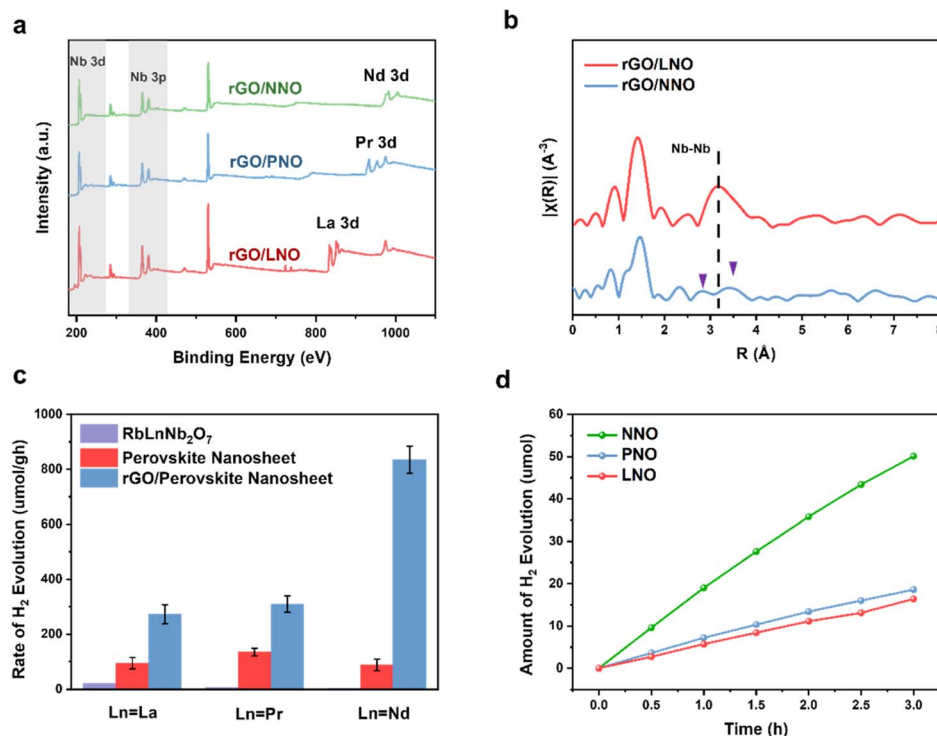 a
Nb 3d
Nb 3p
Nd 3d
rGO/NNO
Pr 3d
rGO/PNO
La 3d
rGO/LNO
Intensity (a.u.)
200 400 600 800 1000
Binding Energy (eV)
b
rGO/LNO
rGO/NNO
Nb-Nb
|χ(R)| (A⁻³)
0 1 2 3 4 5 6 7 8
R (Å)
c
RbLnNb₂O₇
Perovskite Nanosheet
rGO/Perovskite Nanosheet
Rate of H₂ Evolution (umol/gh)
1000
800
600
400
200
0
Ln=La Ln=Pr Ln=Nd
d
NNO
PNO
LNO
Amount of H₂ Evolution (umol)
60
50
40
30
20
10
0
0.0 0.5 1.0 1.5 2.0 2.5 3.0
Time (h)